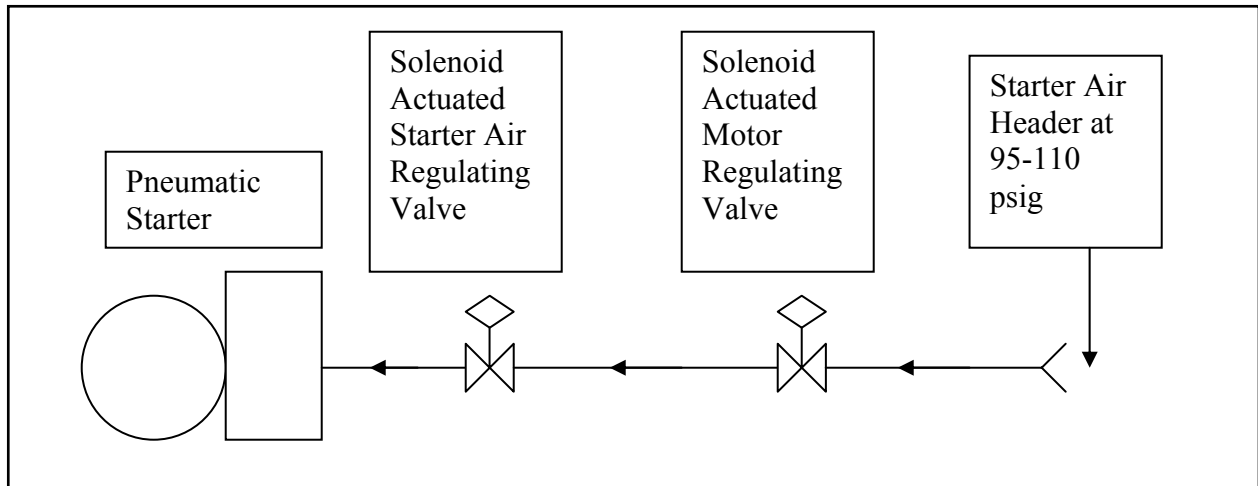 Pneumatic
Starter
Solenoid
Actuated
Starter Air
Regulating
Valve
Solenoid
Actuated
Motor
Regulating
Valve
Starter Air
Header at
95-110
psig